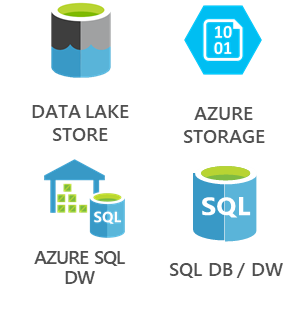 10
01
DATA LAKE
STORE
AZURE
STORAGE
SQL
SQL
AZURE SQL
DW
SQL DB / DW